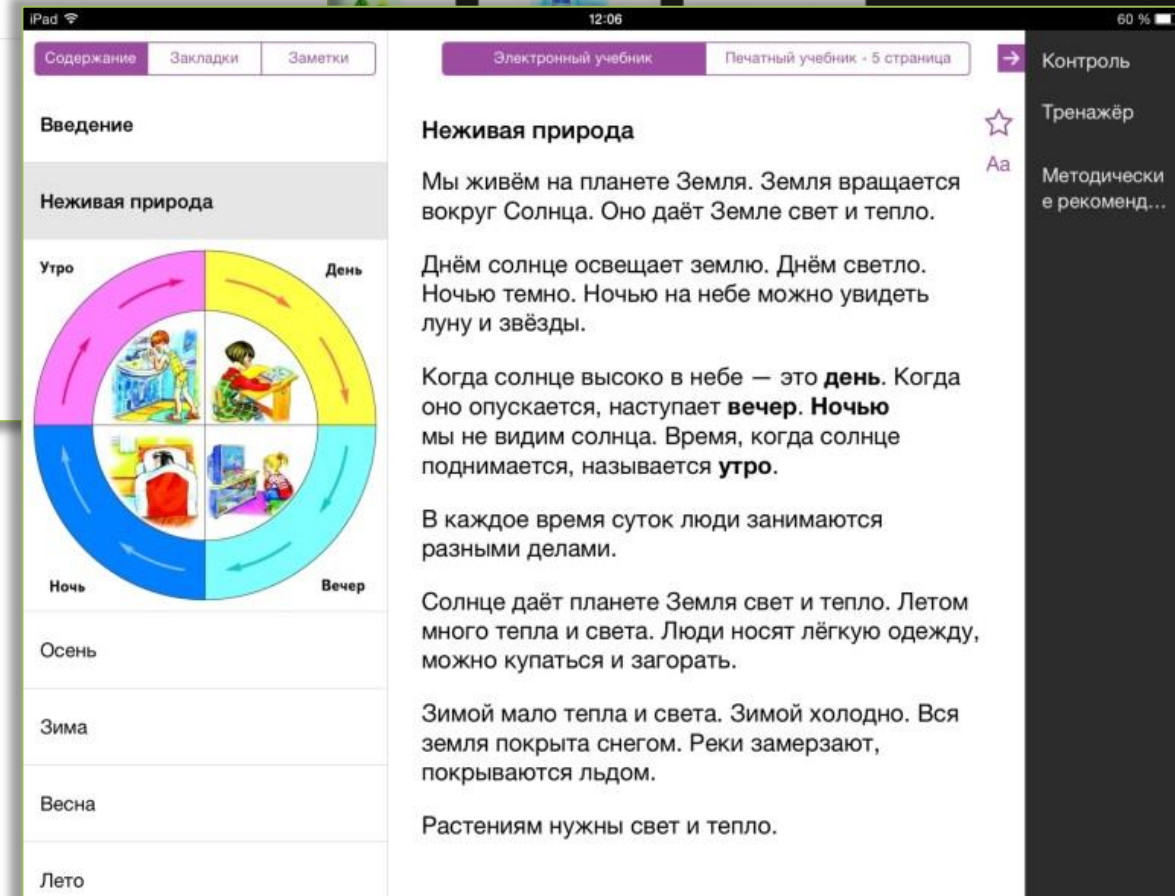 iPad 12:06 60 %
Содержание Закладки Заметки
Электронный учебник Печатный учебник - 5 страница
Введение
Неживая природа
Утро День
Ночь Вечер
Осень
Зима
Весна
Лето
Неживая природа
Aa
Мы живём на планете Земля. Земля вращается
вокруг Солнца. Оно даёт Земле свет и тепло.
Днём солнце освещает землю. Днём светло.
Ночью темно. Ночью на небе можно увидеть
луну и звёзды.
Когда солнце высоко в небе — это день. Когда
оно опускается, наступает вечер. Ночью
мы не видим солнца. Время, когда солнце
поднимается, называется утро.
В каждое время суток люди занимаются
разными делами.
Солнце даёт планете Земля свет и тепло. Летом
много тепла и света. Люди носят лёгкую одежду,
можно купаться и загорать.
Зимой мало тепла и света. Зимой холодно. Вся
земля покрыта снегом. Реки замерзают,
покрываются льдом.
Растениям нужны свет и тепло.
Контроль
Тренажёр
Методически
е рекоменд...